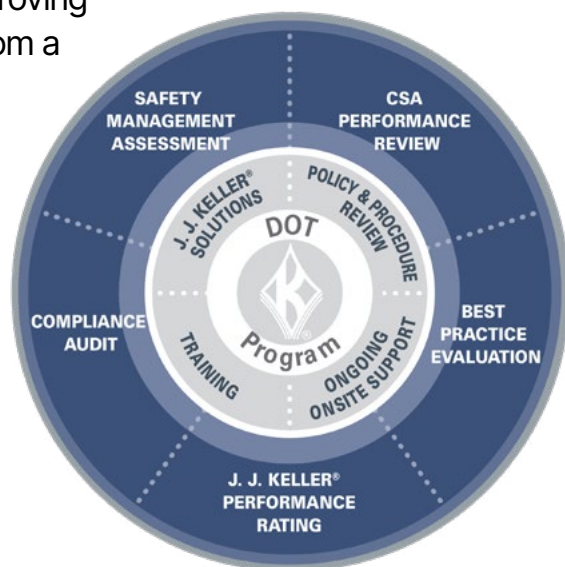 roving
om a
SAFETY
MANAGEMENT
ASSESSMENT
CSA
PERFORMANCE
REVIEW
J. J. KELLER®
SOLUTIONS
POLICY & PROCEDURE
REVIEW
DOT
Program
®
COMPLIANCE
AUDIT
BEST
PRACTICE
EVALUATION
TRAINING
ONGOING
ONSITE SUPPORT
J. J. KELLER®
PERFORMANCE
RATING